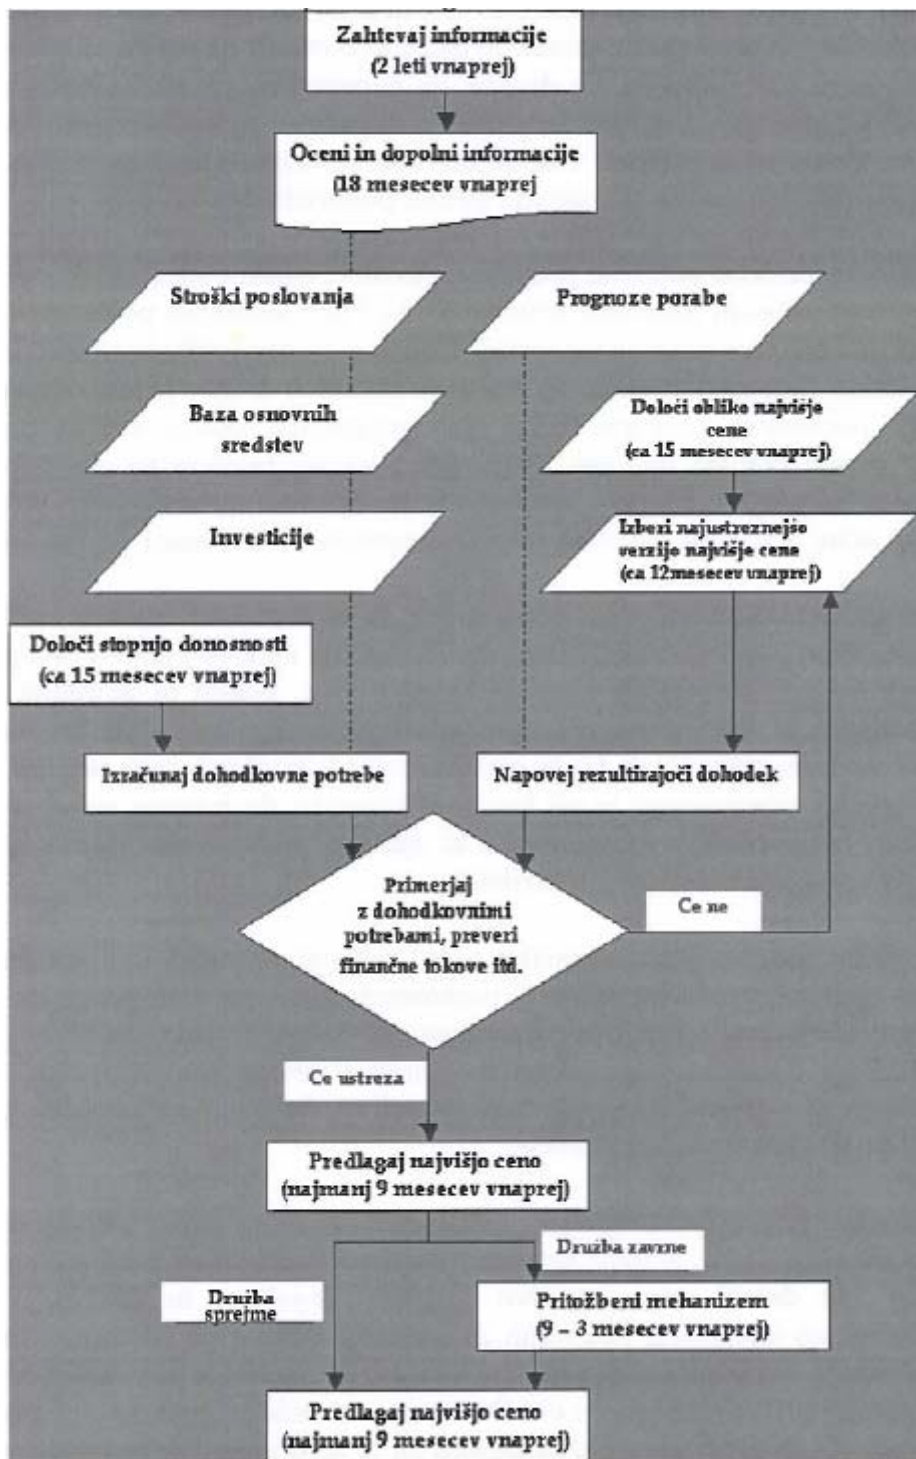 Zahtevaj informacije
(2 leti vnaprej)
Oceni in dopolni informacije
(18 mesecev vnaprej
Stroški poslovanja
Prognoze porabe
Baza osnovnih
sredstev
Določi obliko najvišje
cene
(ca 15 mesecev vnaprej)
Investicije
Izberi najustreznejšo
verzijo najvišje cene
(ca 12mesecev vnaprej)
Določi stopnjo donosnosti
(ca 15 mesecev vnaprej)
Izračunaj dohodkovne potrebe
Napovej rezultirajoči dohodek
Primerjaj
z dohodkovnimi
potrebami, preveri
finančne tokove itd.
Ce ne
Ce ustreza
Predlagaj najvišjo ceno
(najmanj 9 mesecev vnaprej)
Družba zavrne
Družba
sprejme
Pritožbeni mehanizem
(9 – 3 mesecev vnaprej)
Predlagaj najvišjo ceno
(najmanj 9 mesecev vnaprej)